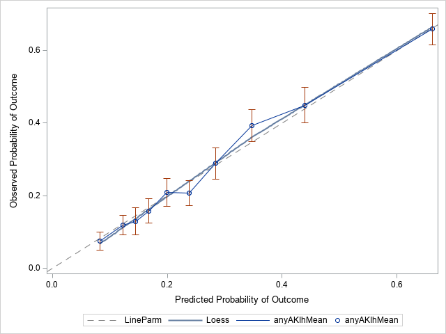 Observed Probability of Outcome
0.6
0.4
0.2
0.0
0.0 0.2 0.4 0.6
Predicted Probability of Outcome
LineParm Loess anyAKIhMean anyAKIhMean